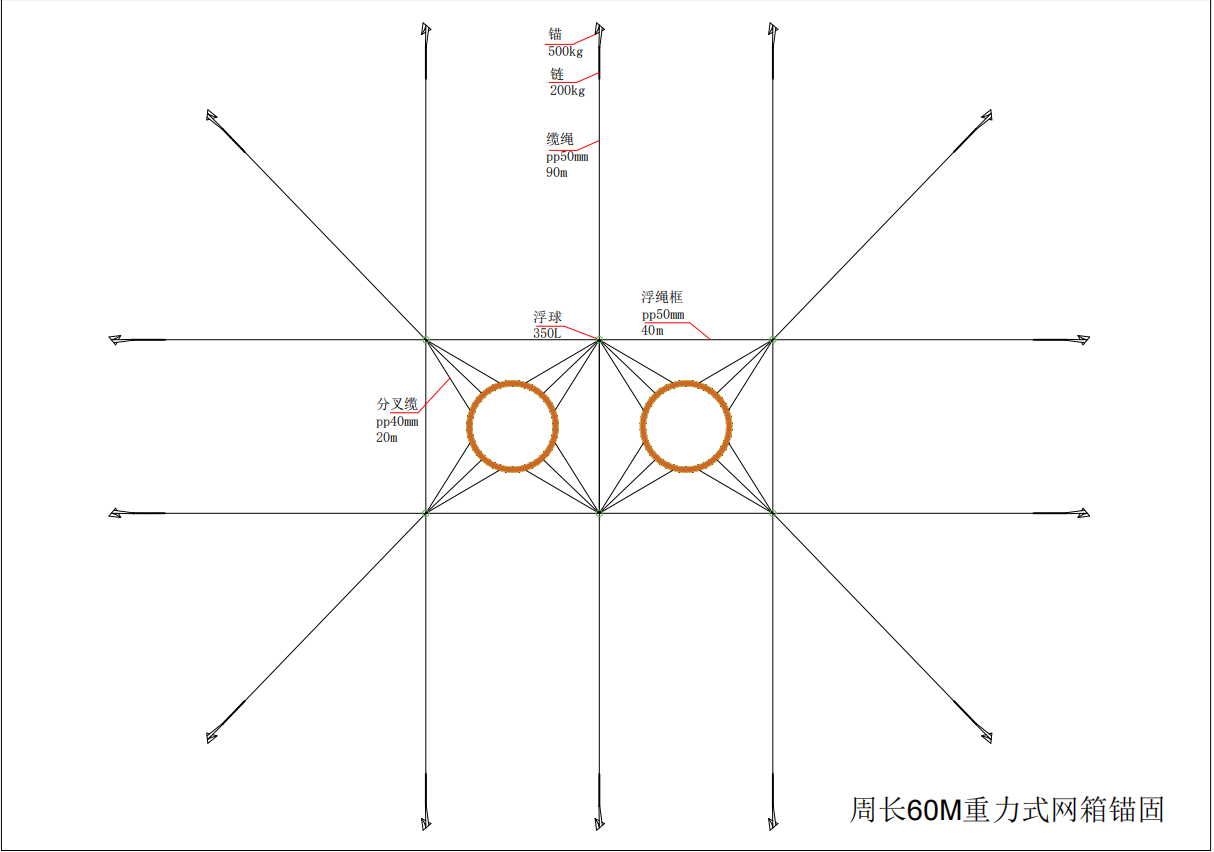 锚
500kg
链
200kg
缆绳
pp50mm
90m
浮绳框
pp50mm
40m
浮球
350L
分叉缆
pp40mm
20m
周长60M重力式网箱锚固